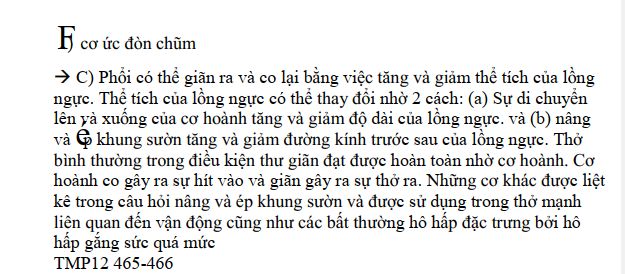 F) cơ ức đòn chũm
→ C) Phổi có thể giãn ra và co lại bằng việc tăng và giảm thể tích của lồng
ngực. Thể tích của lồng ngực có thể thay đổi nhờ 2 cách: (a) Sự di chuyển
lên và xuống của cơ hoành tăng và giảm độ dài của lồng ngực. và (b) nâng
và ép khung sườn tăng và giảm đường kính trước sau của lồng ngực. Thở
bình thường trong điều kiện thư giãn đạt được hoàn toàn nhờ cơ hoành. Cơ
hoành co gây ra sự hít vào và giãn gây ra sự thở ra. Những cơ khác được liệt
kê trong câu hỏi nâng và ép khung sườn và được sử dụng trong thở mạnh
liên quan đến vận động cũng như các bất thường hô hấp đặc trưng bởi hô
hấp gắng sức quá mức
TMP12 465-466